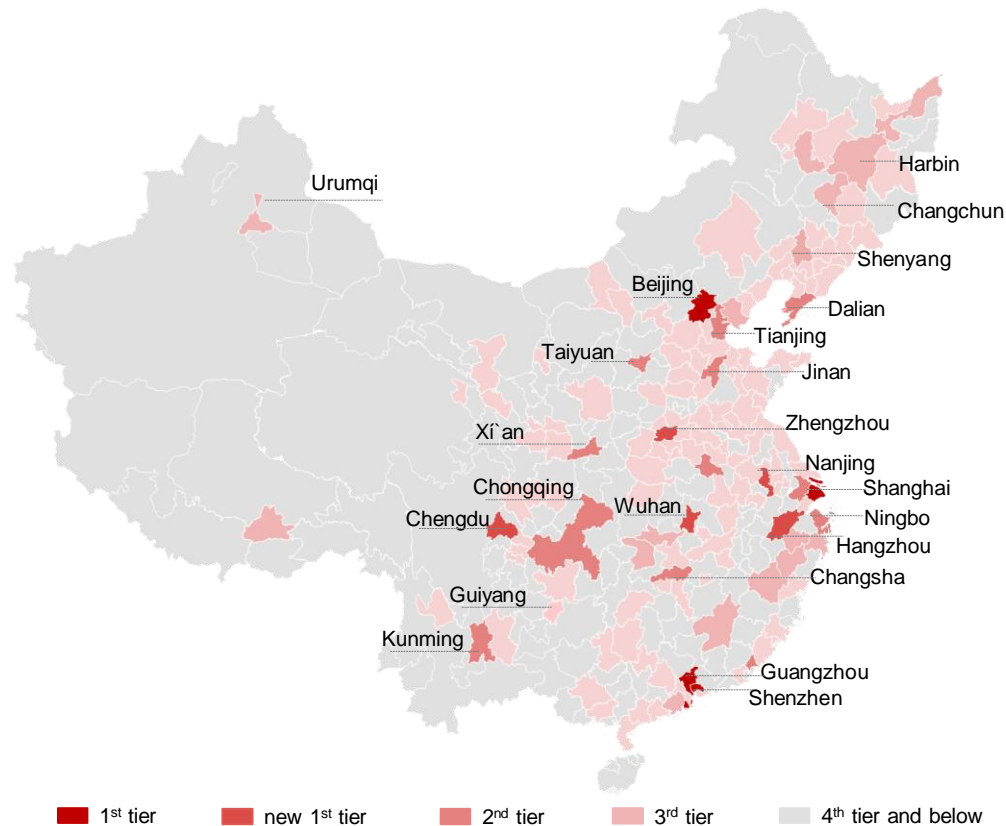 Urumqi
Harbin
Changchun
Shenyang
Beijing
Dalian
Tianjing
Taiyuan
Jinan
Zhengzhou
Xí`an
Nanjing
Chongqing
Shanghai
Chengdu
Wuhan
Ningbo
Hangzhou
Changsha
Guiyang
Kunming
Guangzhou
Shenzhen
1st tier new 1st tier 2nd tier 3rd tier 4th tier and below